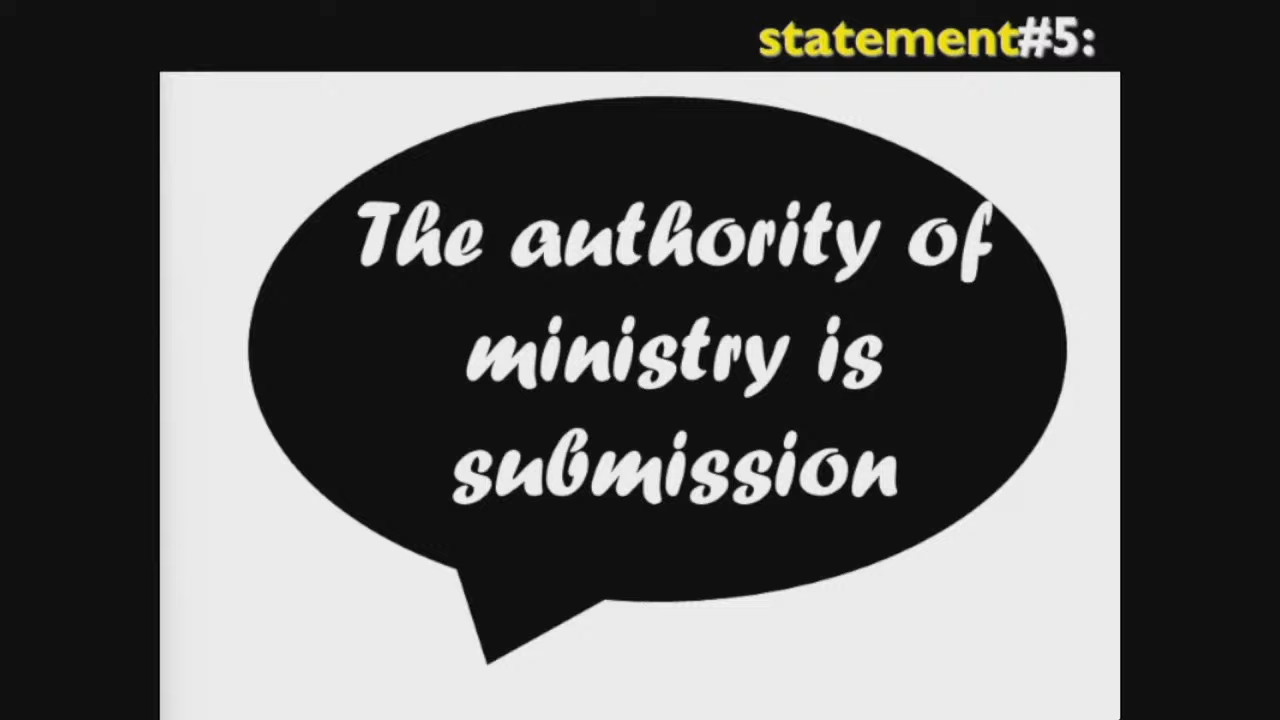 statement#5:
The authority of
ministry is
submission